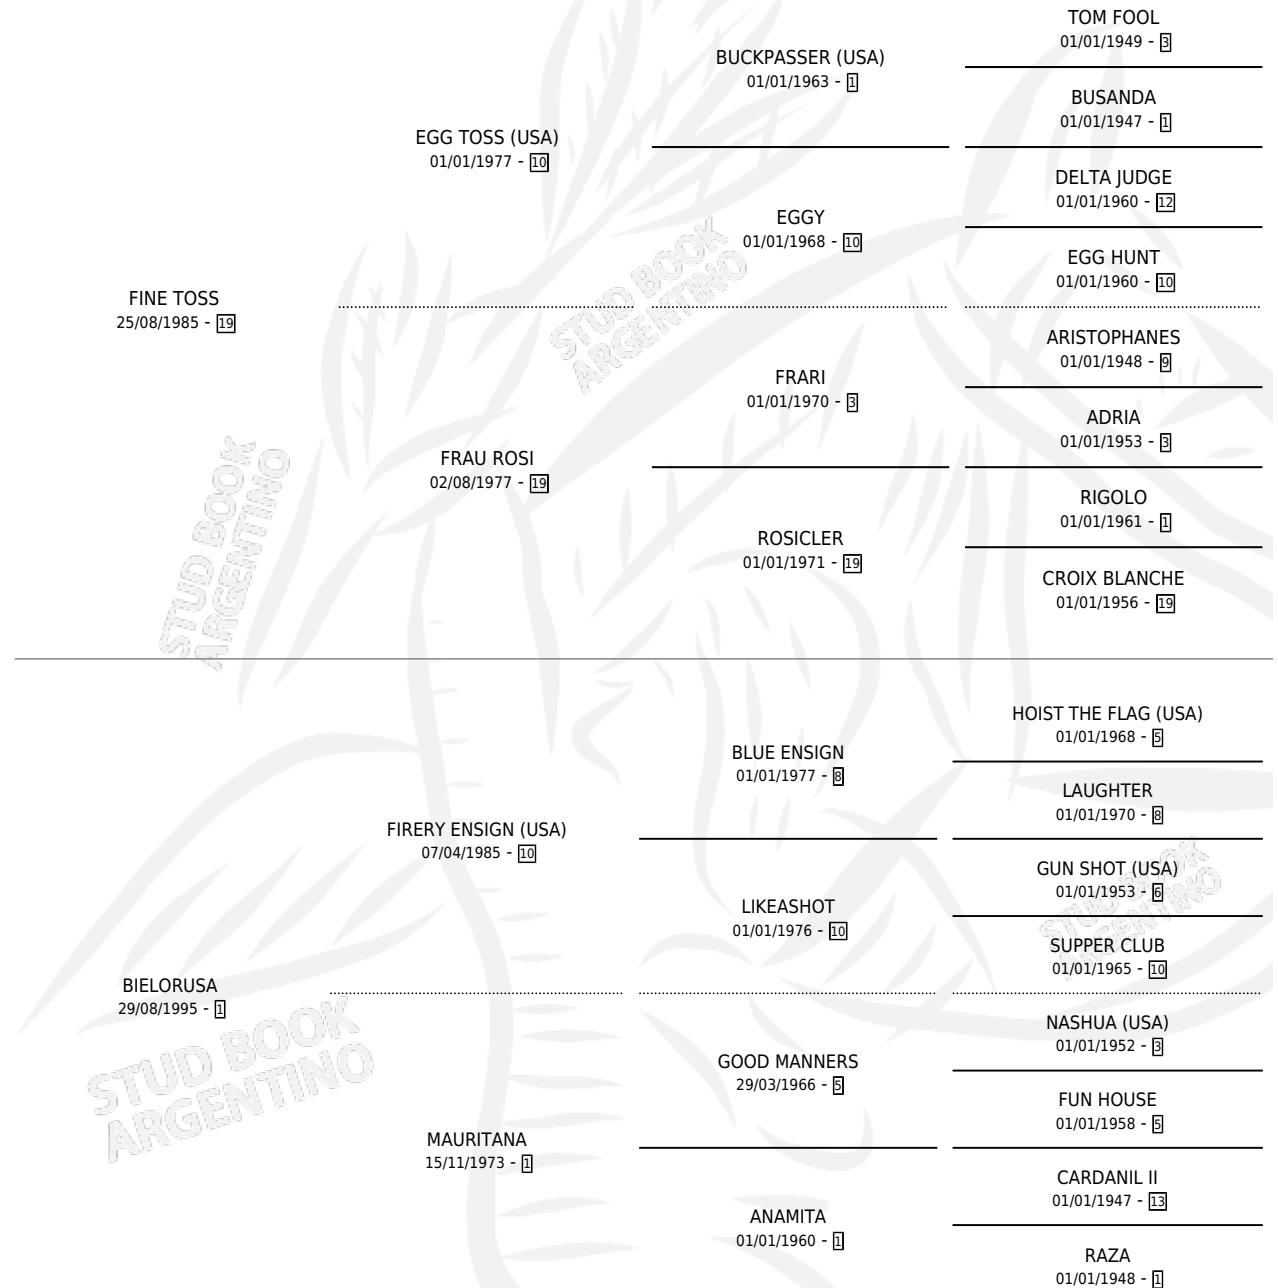 TOM FOOL
01/01/1949 - 3
BUCKPASSER (USA)
01/01/1963 - 1
BUSANDA
01/01/1947 - 1
EGG TOSS (USA)
01/01/1977 - 10
DELTA JUDGE
01/01/1960 - 12
EGGY
01/01/1968 - 10
EGG HUNT
01/01/1960 - 10
FINE TOSS
25/08/1985 - 19
ARISTOPHANES
01/01/1948 - 9
FRARI
01/01/1970 - 3
ADRIA
01/01/1953 - 3
FRAU ROSI
02/08/1977 - 19
RIGOLO
01/01/1961 - 1
ROSICLER
01/01/1971 - 19
CROIX BLANCHE
01/01/1956 - 19
HOIST THE FLAG (USA)
01/01/1968 - 5
BLUE ENSIGN
01/01/1977 - 8
LAUGHTER
01/01/1970 - 8
FIRERY ENSIGN (USA)
07/04/1985 - 10
GUN SHOT (USA)
01/01/1953 - 6
LIKEASHOT
01/01/1976 - 10
SUPPER CLUB
01/01/1965 - 10
BIELORUSA
29/08/1995 - 1
NASHUA (USA)
01/01/1952 - 3
GOOD MANNERS
29/03/1966 - 5
FUN HOUSE
01/01/1958 - 5
MAURITANA
15/11/1973 - 1
CARDANIL II
01/01/1947 - 13
ANAMITA
01/01/1960 - 1
RAZA
01/01/1948 - 1
STUD BOOK
ARGENTINO
STUD BOOK
ARGENTINO
STUD BOOK
ARGENTINO
STUD BOOK
ARGENTINO